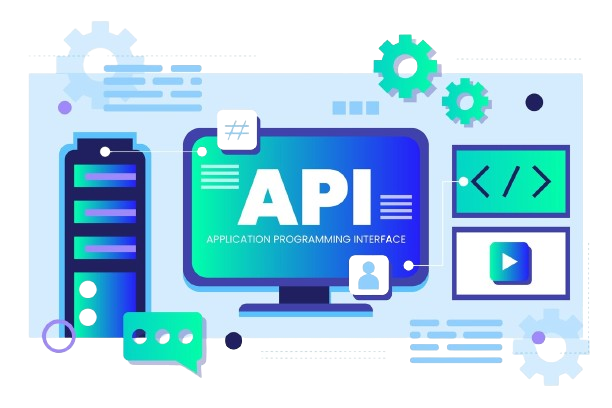 #
API
APPLICATION PROGRAMMING INTERFACE
</>